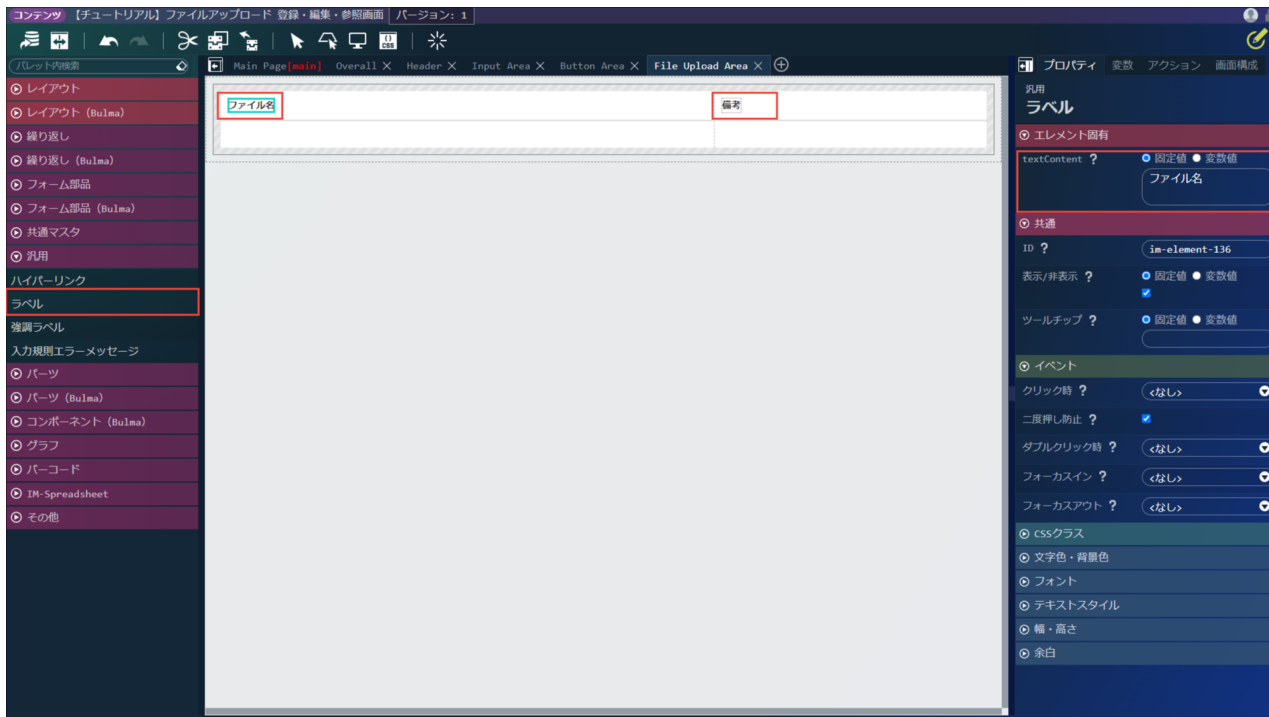 コンテンツ 【チュートリアル】ファイルアップロード 登録・編集・参照画面 バージョン: 1
パレット内検索
Main Page[main] Overall Header Input Area Button Area File Upload Area
プロパティ 変数 アクション 画面構成
レイアウト
レイアウト (Bulma)
繰り返し
繰り返し (Bulma)
フォーム部品
フォーム部品 (Bulma)
共通マスタ
汎用
ハイパーリンク
ラベル
強調ラベル
入力規則エラーメッセージ
パーツ
パーツ (Bulma)
コンポーネント (Bulma)
グラフ
バーコード
IM-Spreadsheet
その他
ファイル名 備考
汎用
ラベル
エレメント固有
textContent ? 固定値 変数値
ファイル名
共通
ID ? im-element-136
表示/非表示 ? 固定値 変数値
ツールチップ ? 固定値 変数値
イベント
クリック時 ? <なし>
二度押し防止 ?
ダブルクリック時 ? <なし>
フォーカスイン ? <なし>
フォーカスアウト ? <なし>
CSSクラス
文字色・背景色
フォント
テキストスタイル
幅・高さ
余白